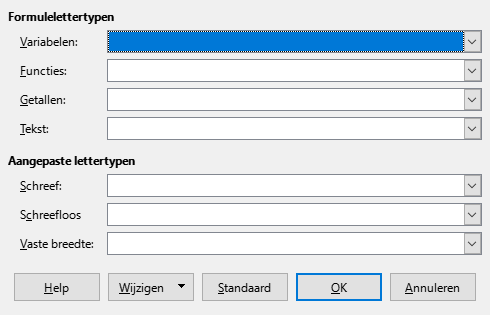 Formulelettertypen
Variabelen:
Functies:
Getallen:
Tekst:
Aangepaste lettertypen
Schreef:
Schreefloos
Vaste breedte:
Help Wijzigen Standaard OK Annuleren